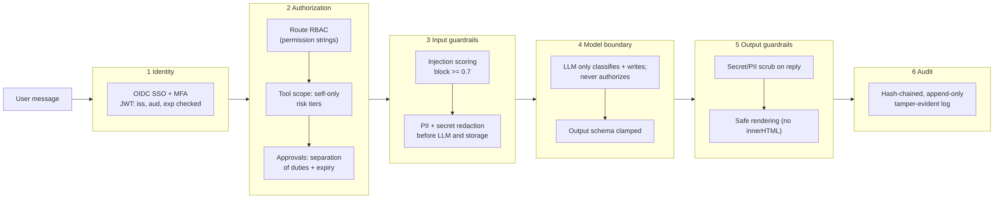 User message
1 Identity
OIDC SSO + MFA
JWT: iss, aud, exp checked
2 Authorization
Route RBAC
(permission strings)
Tool scope: self-only
risk tiers
Approvals: separation
of duties + expiry
3 Input guardrails
Injection scoring
block >= 0.7
PII + secret redaction
before LLM and storage
4 Model boundary
LLM only classifies + writes;
never authorizes
Output schema clamped
5 Output guardrails
Secret/PII scrub on reply
Safe rendering (no
innerHTML)
6 Audit
Hash-chained, append-only
tamper-evident log